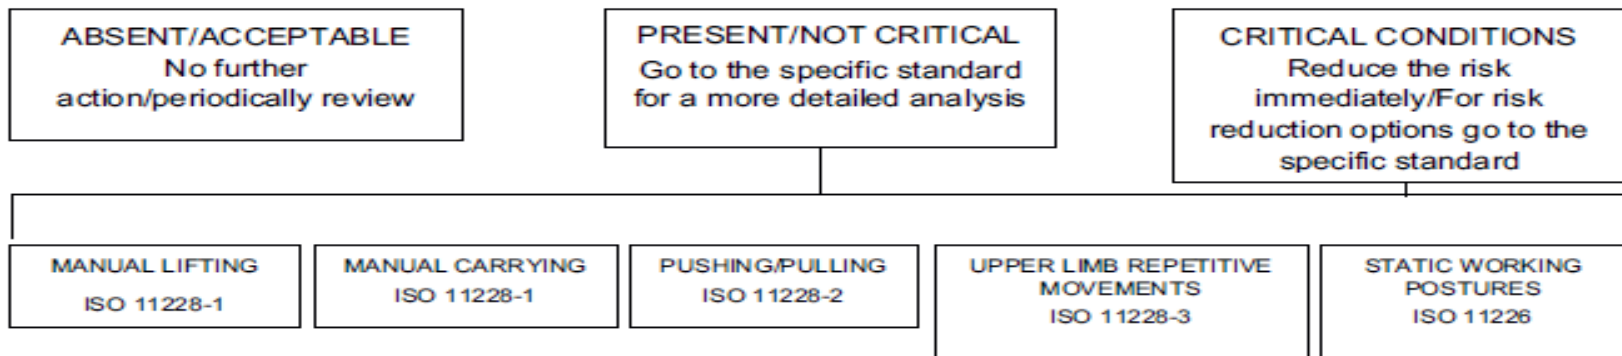 ABSENT/ACCEPTABLE
No further
action/periodically review
PRESENT/NOT CRITICAL
Go to the specific standard
for a more detailed analysis
CRITICAL CONDITIONS
Reduce the risk
immediately/For risk
reduction options go to the
specific standard
MANUAL LIFTING
ISO 11228-1
MANUAL CARRYING
ISO 11228-1
PUSHING/PULLING
ISO 11228-2
UPPER LIMB REPETITIVE
MOVEMENTS
ISO 11228-3
STATIC WORKING
POSTURES
ISO 11226